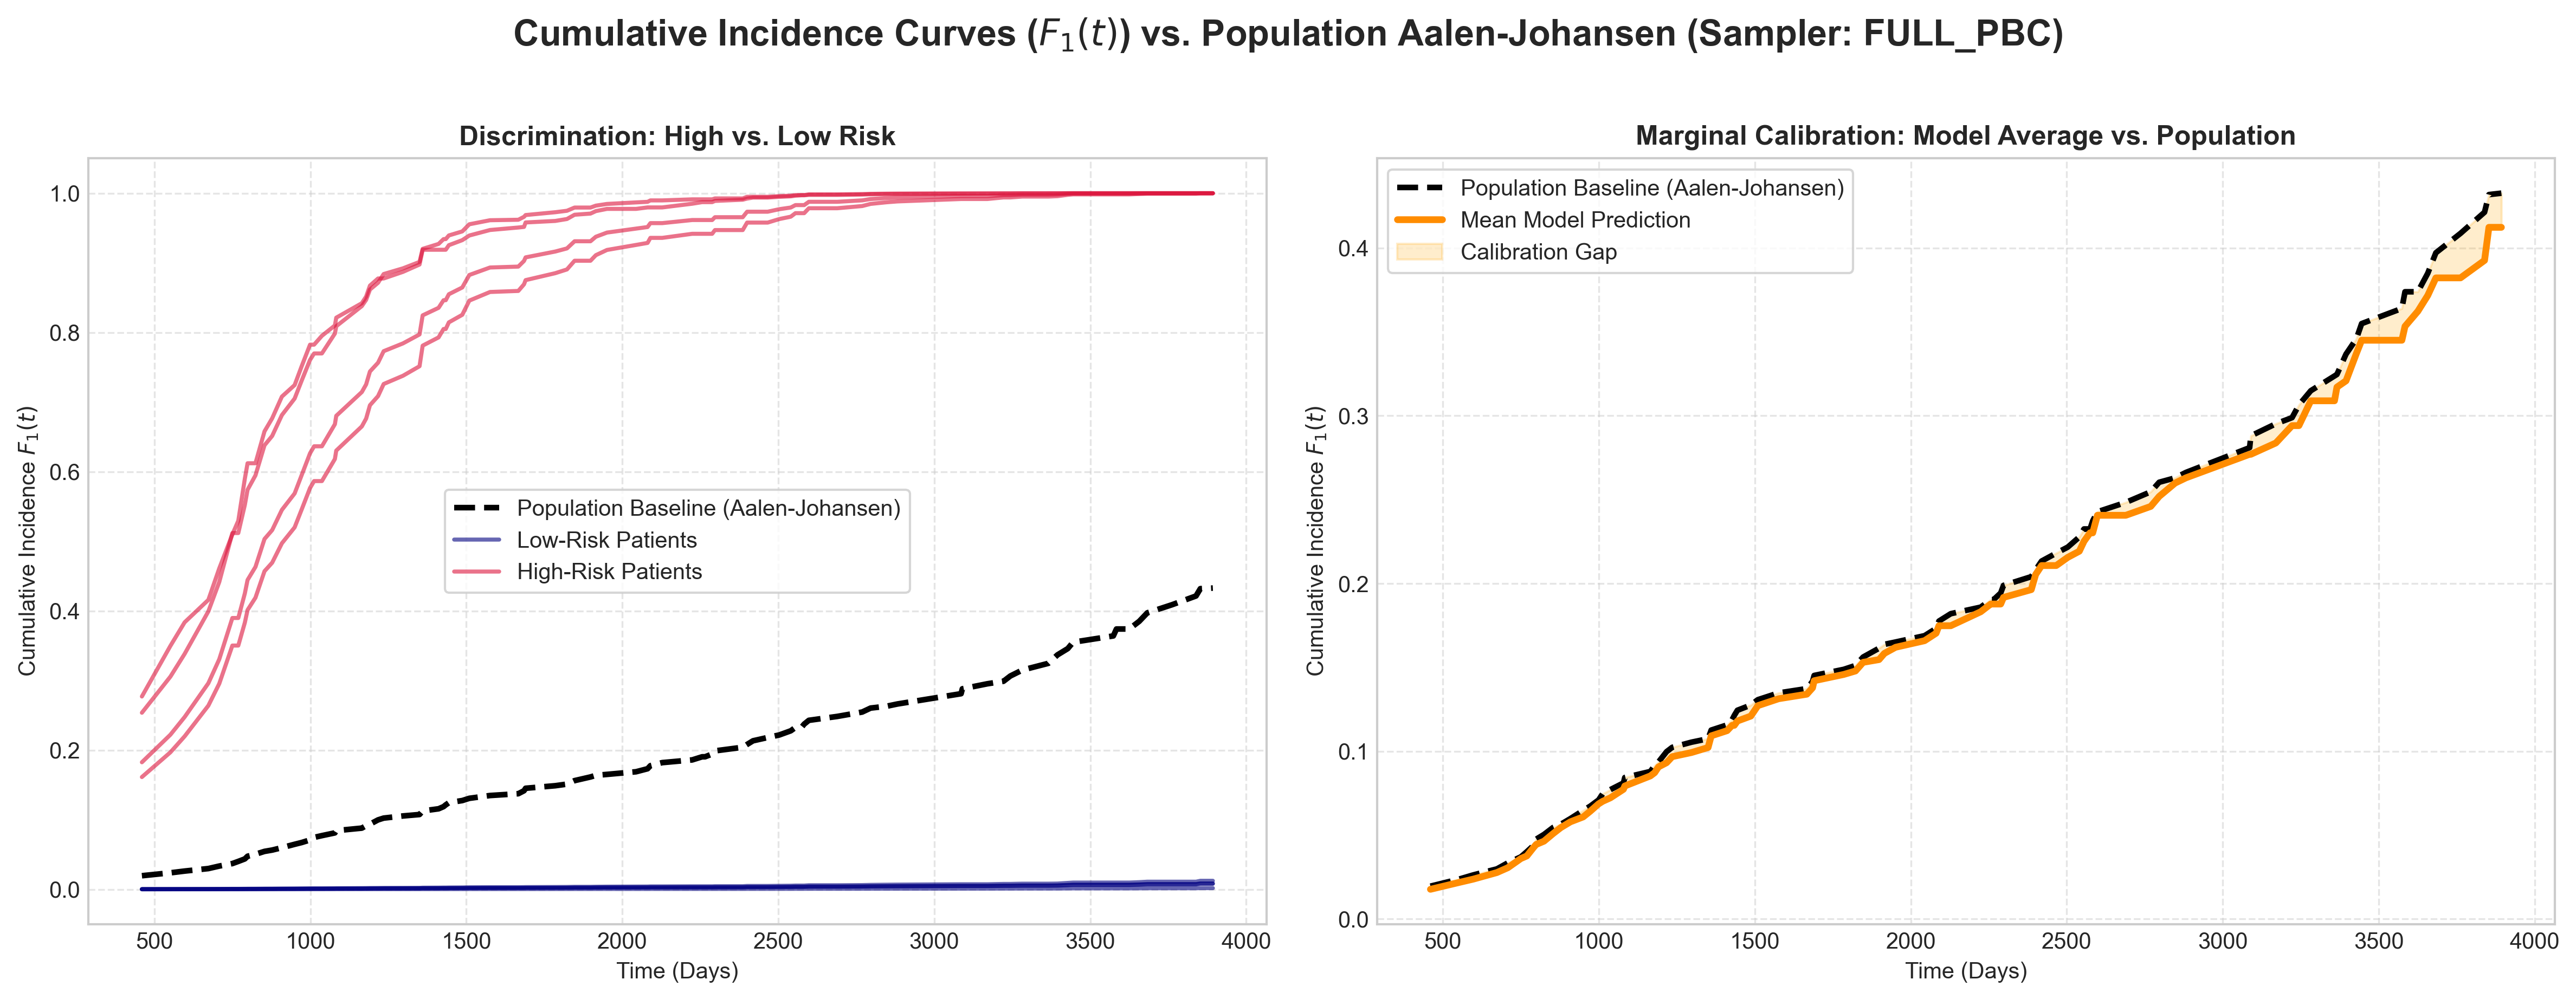 Cumulative Incidence Curves (F₁(t)) vs. Population Aalen-Johansen (Sampler: FULL_PBC)
Discrimination: High vs. Low Risk
Cumulative Incidence F₁(t)
1.0
0.8
0.6
0.4
0.2
0.0
Population Baseline (Aalen-Johansen)
Low-Risk Patients
High-Risk Patients
500 1000 1500 2000 2500 3000 3500 4000
Time (Days)
Marginal Calibration: Model Average vs. Population
Cumulative Incidence F₁(t)
0.4
0.3
0.2
0.1
0.0
Population Baseline (Aalen-Johansen)
Mean Model Prediction
Calibration Gap
500 1000 1500 2000 2500 3000 3500 4000
Time (Days)